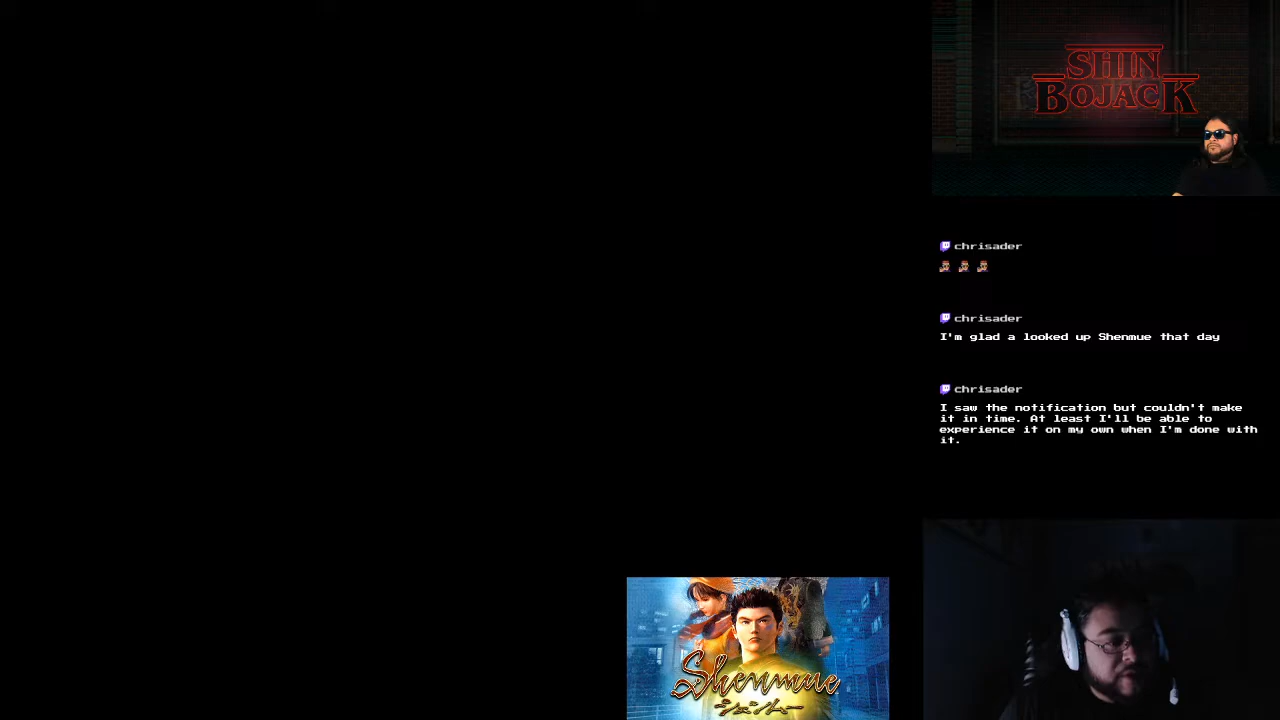 SHIN
BOJACK
chrisader
chrisader
I'm glad a looked up Shenmue that day
chrisader
I saw the notification but couldn't make
it in time. At least I'll be able to
experience it on my own when I'm done with
it.
Shenmue
シェンムー